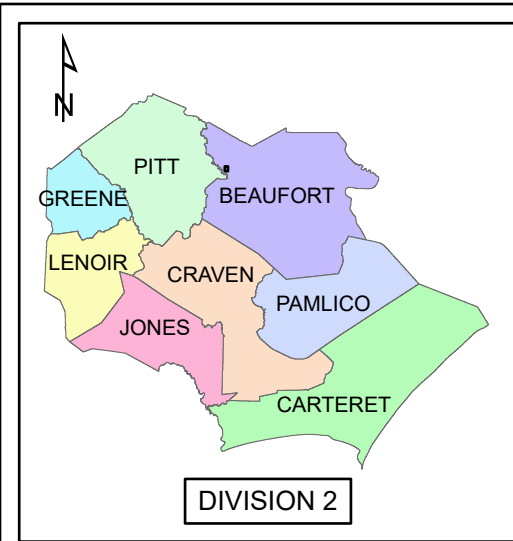 N
PITT
GREENE
BEAUFORT
LENOIR
CRAVEN
PAMLICO
JONES
CARTERET
DIVISION 2